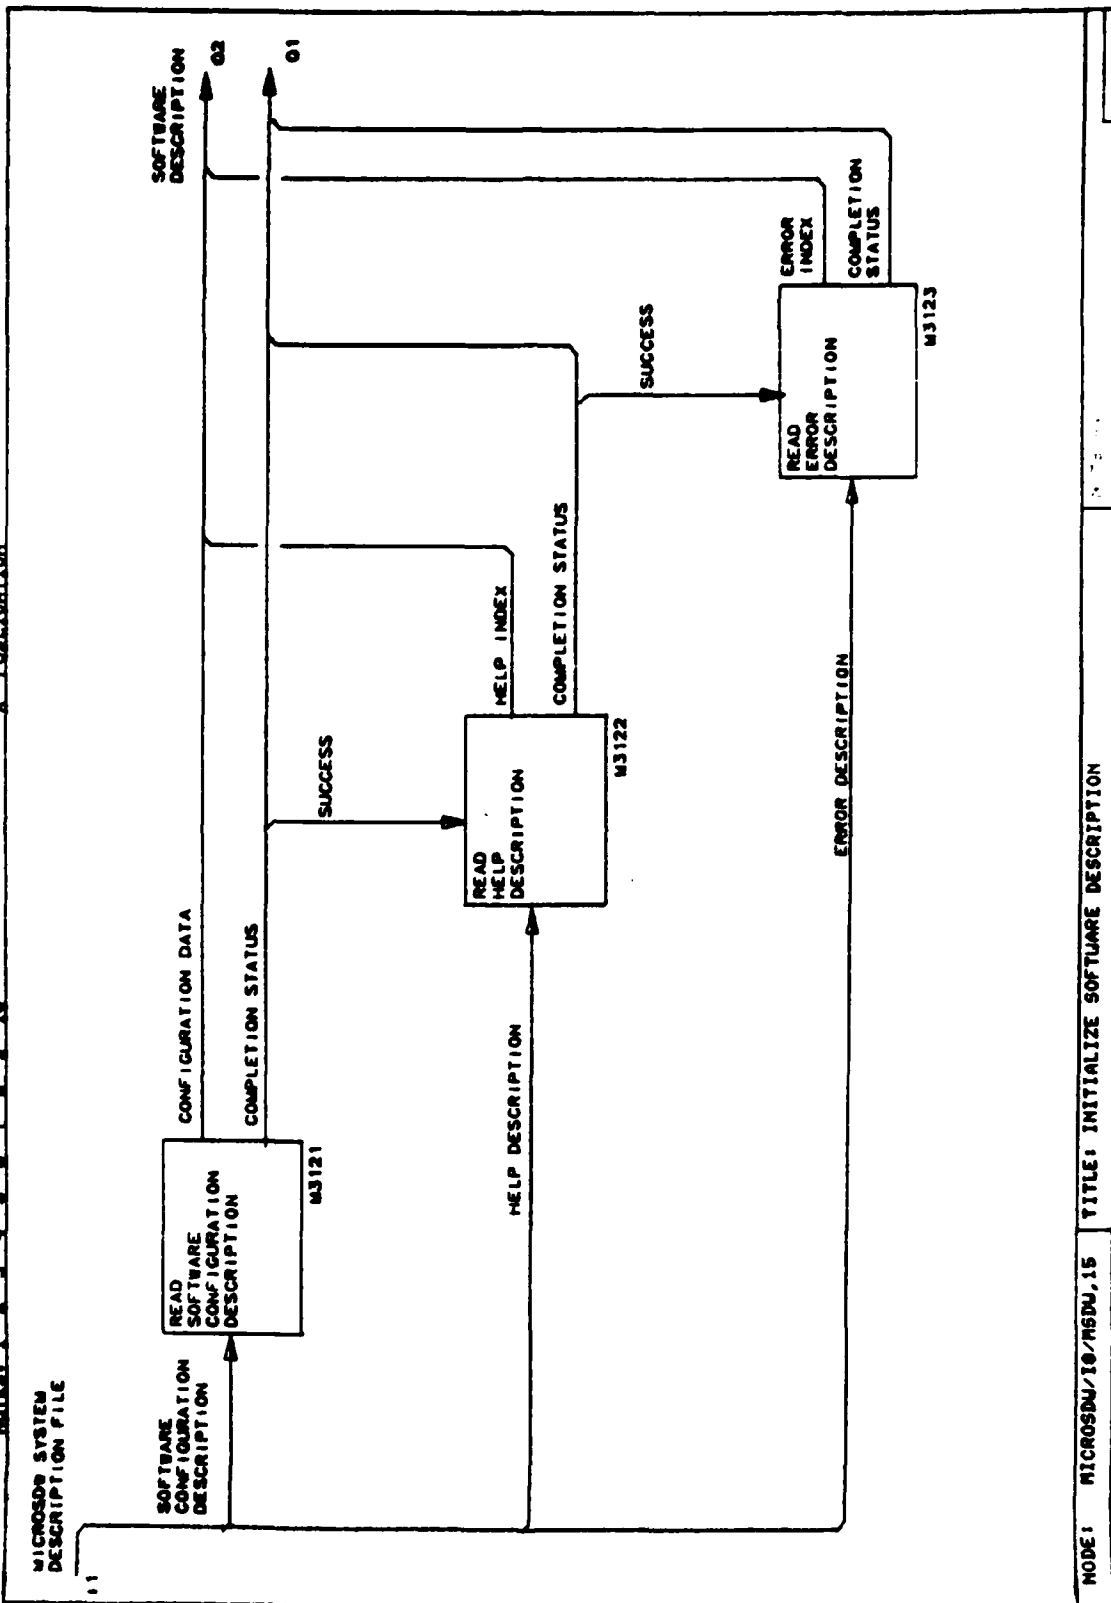 MICROSDW SYSTEM
DESCRIPTION FILE
I1
SOFTWARE
CONFIGURATION
DESCRIPTION
READ
SOFTWARE
CONFIGURATION
DESCRIPTION
M3121
CONFIGURATION DATA
COMPLETION STATUS
SOFTWARE
DESCRIPTION
O2
O1
SUCCESS
HELP DESCRIPTION
READ
HELP
DESCRIPTION
M3122
HELP INDEX
COMPLETION STATUS
SUCCESS
ERROR DESCRIPTION
READ
ERROR
DESCRIPTION
M3123
ERROR
INDEX
COMPLETION
STATUS
NODE: MICROSDW/I0/MSDW.15
TITLE: INITIALIZE SOFTWARE DESCRIPTION